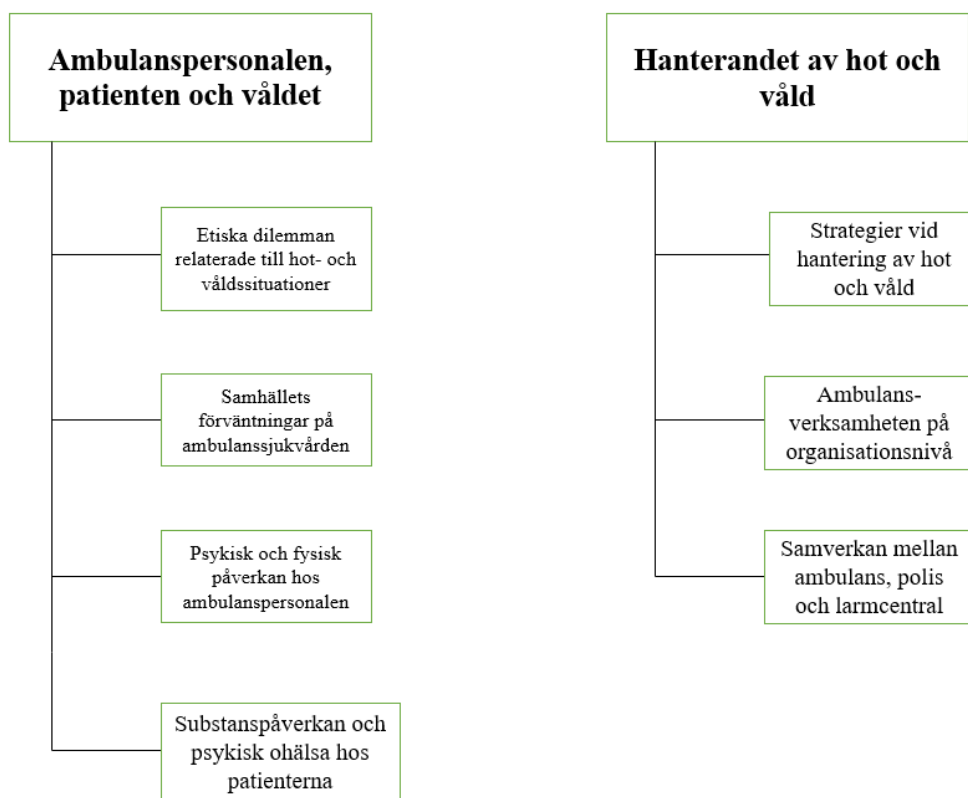 Ambulanspersonalen,
patienten och våldet
Etiska dilemman
relaterade till hot- och
våldssituationer
Samhällets
förväntningar på
ambulanssjukvården
Psykisk och fysisk
påverkan hos
ambulanspersonalen
Substanspåverkan och
psykisk ohälsa hos
patienterna
Hanterandet av hot och
våld
Strategier vid
hantering av hot
och våld
Ambulans-
verksamheten på
organisationsnivå
Samverkan mellan
ambulans, polis
och larmcentral